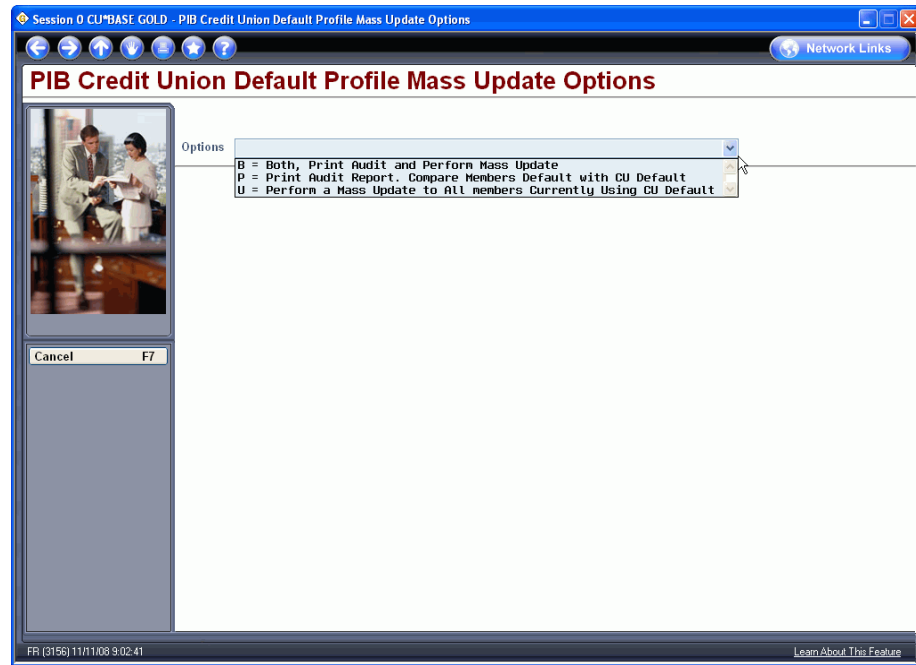 Session 0 CU*BASE GOLD - PIB Credit Union Default Profile Mass Update Options
Network Links
PIB Credit Union Default Profile Mass Update Options
Options
B = Both, Print Audit and Perform Mass Update
P = Print Audit Report. Compare Members Default with CU Default
U = Perform a Mass Update to All members Currently Using CU Default
Cancel F7
FR (3156) 11/11/08 9:02:41
Learn About This Feature